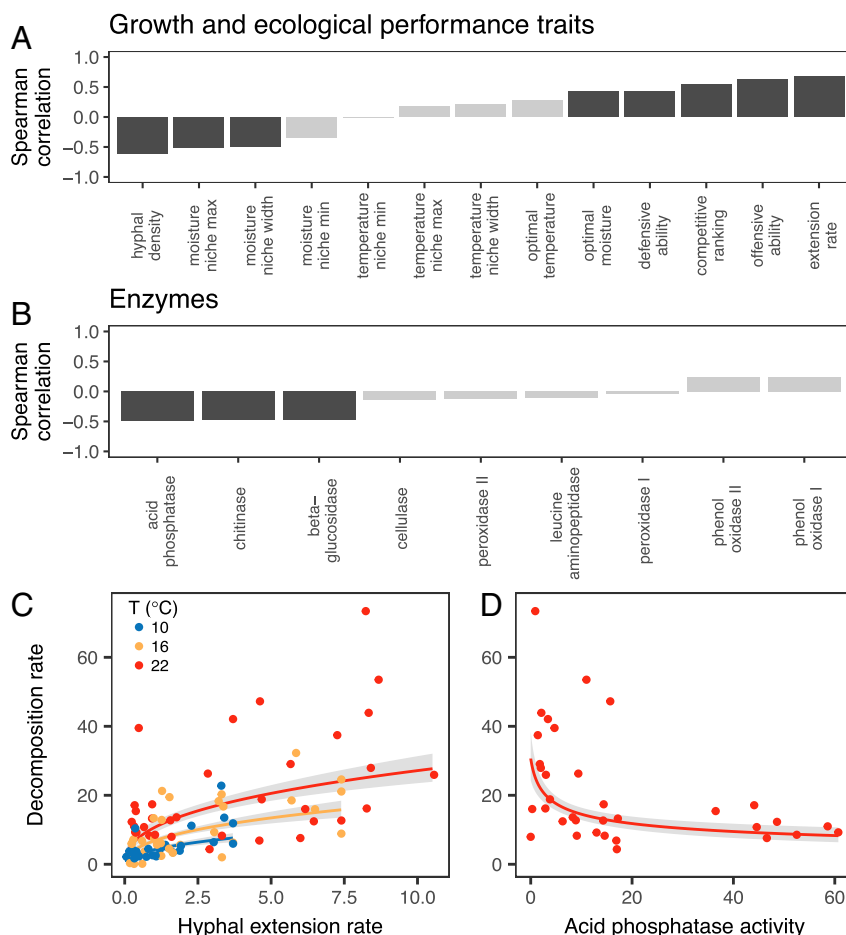 A
Growth and ecological performance traits
Spearman
correlation
1.0
0.5
0.0
−0.5
−1.0
hyphal
density
moisture
niche max
moisture
niche width
moisture
niche min
temperature
niche min
temperature
niche max
temperature
niche width
optimal
temperature
optimal
moisture
defensive
ability
competitive
ranking
offensive
ability
extension
rate
B
Enzymes
Spearman
correlation
1.0
0.5
0.0
−0.5
−1.0
acid
phosphatase
chitinase
beta−
glucosidase
cellulase
peroxidase II
leucine
aminopeptidase
peroxidase I
phenol
oxidase II
phenol
oxidase I
C
T (°C)
10
16
22
Decomposition rate
60
40
20
0
0.0 2.5 5.0 7.5 10.0
Hyphal extension rate
D
60
40
20
0
0 20 40 60
Acid phosphatase activity